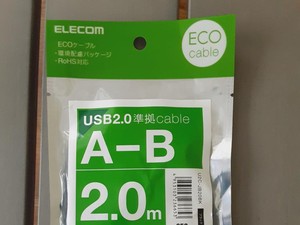 ELECOM
ECO
cable
ECOケーブル
・環境配慮パッケージ
・RoHS対応
USB2.0準拠cable
A-B
2.0m